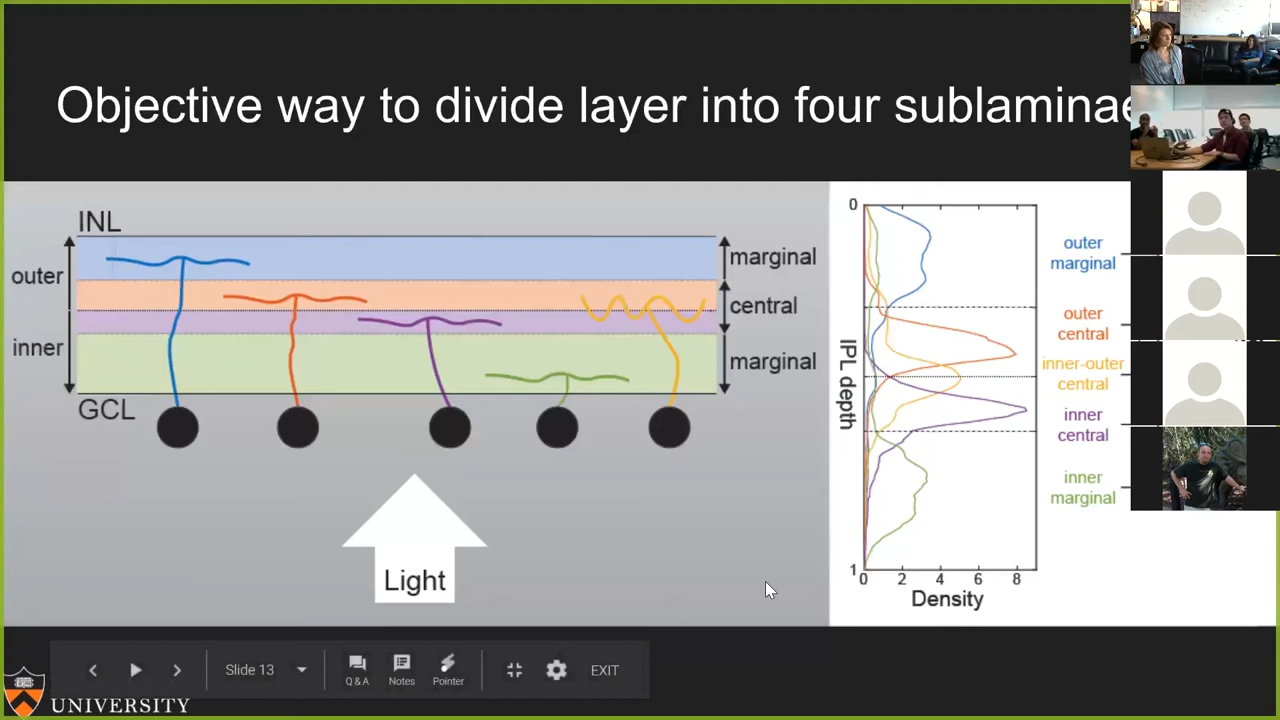 Objective way to divide layer into four sublaminae
INL
outer
inner
GCL
marginal
central
marginal
Light
0
IPL depth
1
0 2 4 6 8
Density
outer
marginal
outer
central
inner-outer
central
inner
central
inner
marginal
Slide 13
Q & A
Notes
Pointer
EXIT
UNIVERSITY